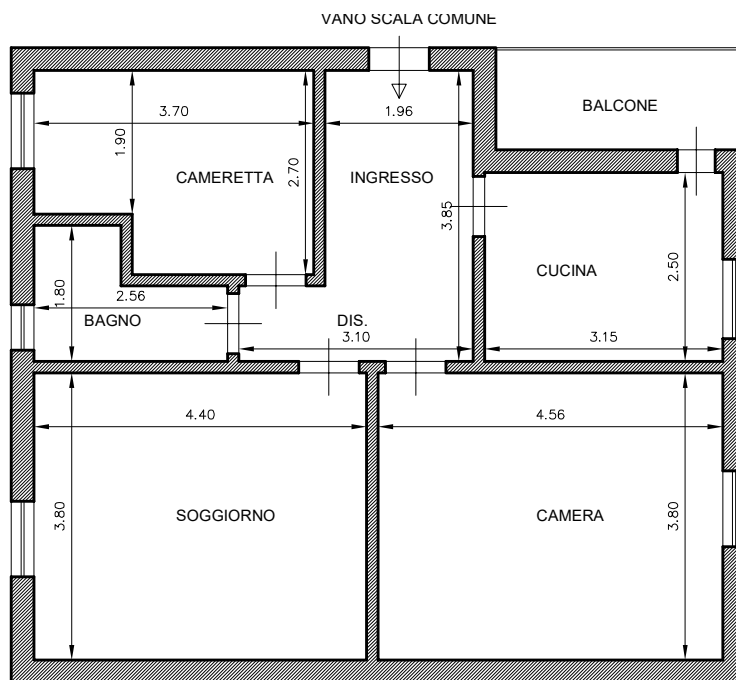 VANO SCALA COMUNE
BALCONE
3.70
1.96
1.90
CAMERETTA
2.70
INGRESSO
3.85
CUCINA
2.50
1.80
2.56
BAGNO
DIS.
3.10
3.15
4.40
4.56
3.80
SOGGIORNO
CAMERA
3.80